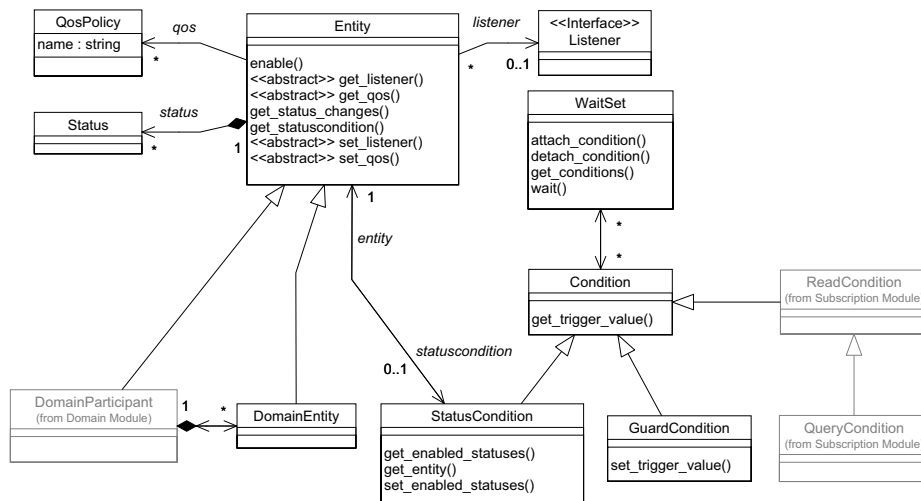 QosPolicy
name : string
qos
*
Entity
enable()
<<abstract>> get_listener()
<<abstract>> get_qos()
get_status_changes()
get_statuscondition()
<<abstract>> set_listener()
<<abstract>> set_qos()
listener
*
0..1
<<Interface>>
Listener
Status
status
*
1
WaitSet
attach_condition()
detach_condition()
get_conditions()
wait()
1
entity
*
*
Condition
get_trigger_value()
ReadCondition
(from Subscription Module)
statuscondition
0..1
DomainParticipant
(from Domain Module)
1
*
DomainEntity
StatusCondition
get_enabled_statuses()
get_entity()
set_enabled_statuses()
GuardCondition
set_trigger_value()
QueryCondition
(from Subscription Module)